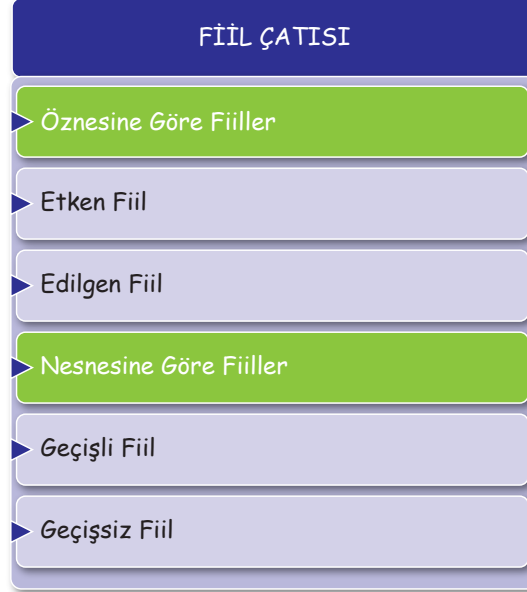 FİİL ÇATISI
Öznesine Göre Fiiller
Etken Fiil
Edilgen Fiil
Nesnesine Göre Fiiller
Geçişli Fiil
Geçişsiz Fiil